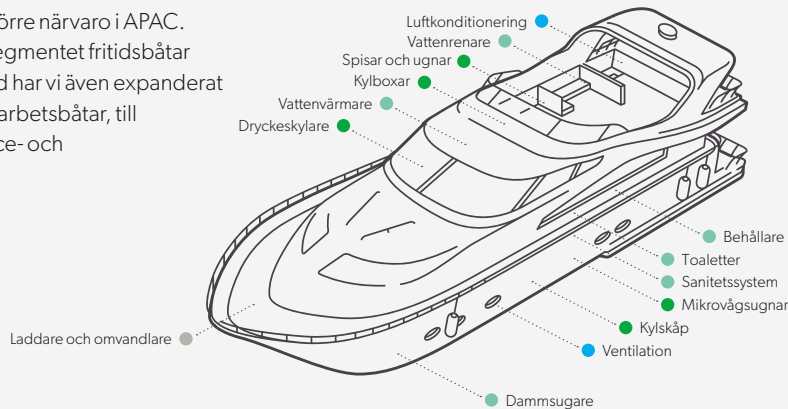 örre närvaro i APAC.
egmentet fritidsbåtar
d har vi även expanderat
arbetsbåtar, till
ce- och
Luftkonditionering
Vattenrenare
Spisar och ugnar
Kylboxar
Vattenvärmare
Dryckeskylare
Behållare
Toaletter
Sanitetssystem
Mikrovågsugnar
Kylskåp
Ventilation
Laddare och omvandlare
Dammsugare